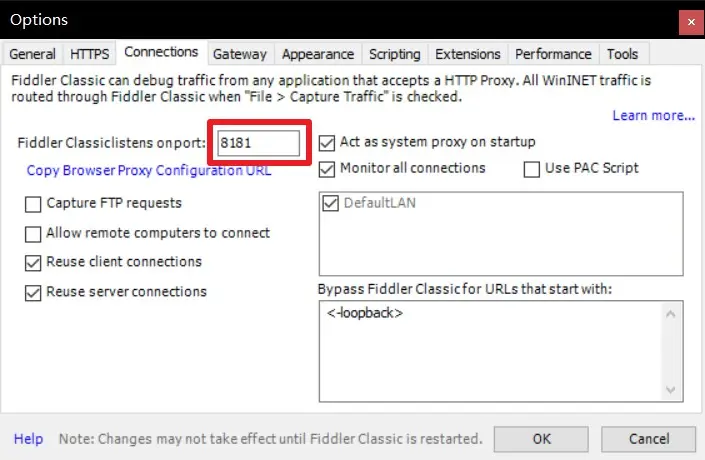 Options
General HTTPS Connections Gateway Appearance Scripting Extensions Performance Tools
Fiddler Classic can debug traffic from any application that accepts a HTTP Proxy. All WinINET traffic is
routed through Fiddler Classic when "File > Capture Traffic" is checked.
Learn more...
Fiddler Classiclistens on port: 8181
Act as system proxy on startup
Copy Browser Proxy Configuration URL
Monitor all connections
Use PAC Script
Capture FTP requests
DefaultLAN
Allow remote computers to connect
Reuse client connections
Reuse server connections
Bypass Fiddler Classic for URLs that start with:
<-loopback>
Help
Note: Changes may not take effect until Fiddler Classic is restarted.
OK
Cancel